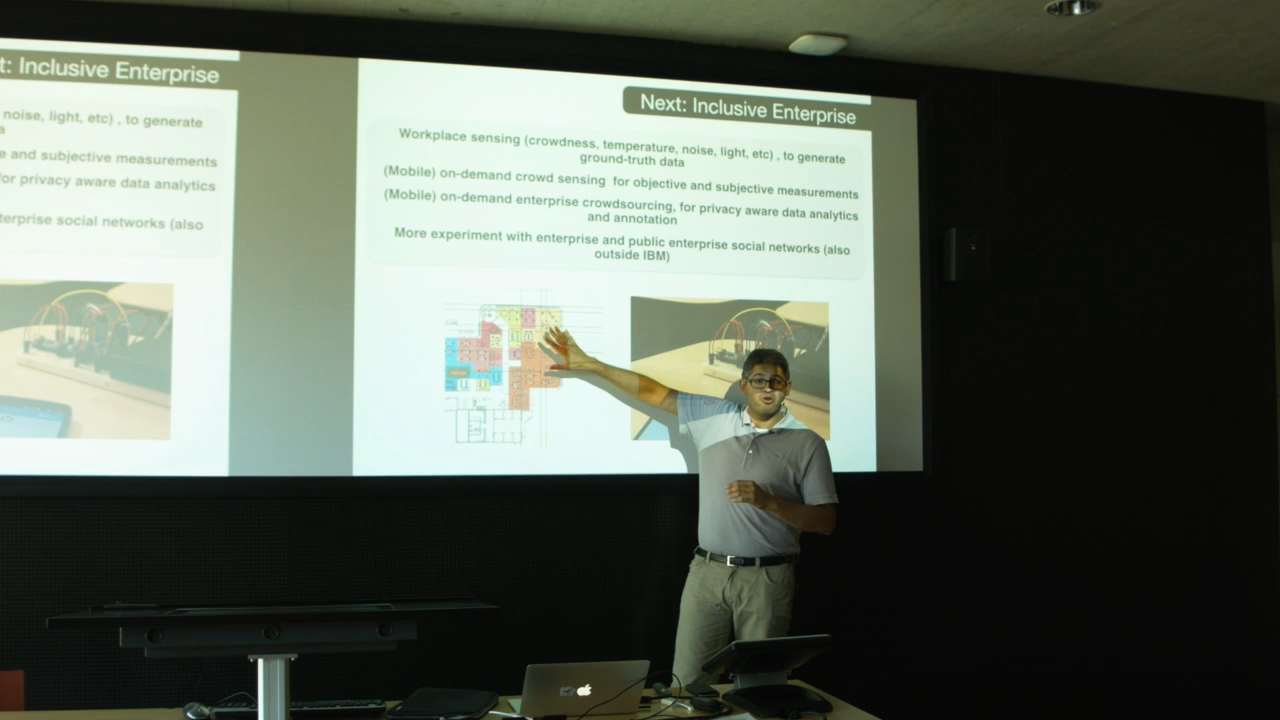 t: Inclusive Enterprise
noise, light, etc) , to generate
a
e and subjective measurements
or privacy aware data analytics
terprise social networks (also
Next: Inclusive Enterprise
Workplace sensing (crowdness, temperature, noise, light, etc) , to generate
ground-truth data
(Mobile) on-demand crowd sensing for objective and subjective measurements
(Mobile) on-demand enterprise crowdsourcing, for privacy aware data analytics
and annotation
More experiment with enterprise and public enterprise social networks (also
outside IBM)